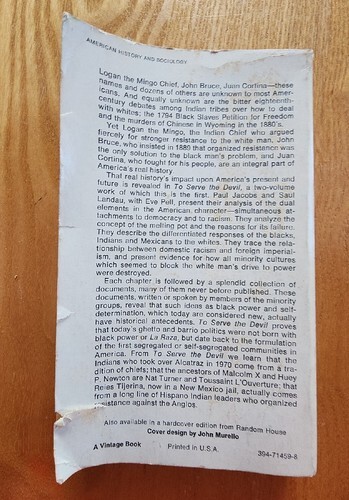 AMERICAN HISTORY AND SOCIOLOGY
Logan the Mingo Chief, John Bruce, Juan Cortina—these
names and dozens of others are unknown to most Amer-
icans. And equally unknown are the bitter eighteenth-
century debates among Indian tribes over how to deal
with whites; the 1794 Black Slaves Petition for Freedom
and the murders of Chinese in Wyoming in the 1880's.
Yet Logan the Mingo, the Indian Chief who argued
fiercely for stronger resistance to the white man, John
Bruce, who insisted in 1880 that organized resistance was
the only solution to the black man's problem, and Juan
Cortina, who fought for his people, are an integral part of
America's real history.
That real history's impact upon America's present and
future is revealed in To Serve the Devil, a two-volume
work of which this is the first. Paul Jacobs and Saul
Landau, with Eve Pell, present their analysis of the dual
elements in the American character—simultaneous at-
tachments to democracy and to racism. They analyze the
concept of the melting pot and the reasons for its failure.
They describe the differentiated responses of the blacks,
Indians and Mexicans to the whites. They trace the rela-
tionship between domestic racism and foreign imperial-
ism, and present evidence for how all minority cultures
which seemed to block the white man's drive to power
were destroyed.
Each chapter is followed by a splendid collection of
documents, many of them never before published. These
documents, written or spoken by members of the minority
groups, reveal that such ideas as black power and self-
determination, which today are considered new, actually
have historical antecedents. To Serve the Devil proves
that today's ghetto and barrio politics were not born with
black power or La Raza, but date back to the formation
of the first segregated or self-segregated communities in
America. From To Serve the Devil we learn that the
Indians who took over Alcatraz in 1970 come from a tra-
dition of chiefs; that the ancestors of Malcolm X and Huey
P. Newton are Nat Turner and Toussaint L'Ouverture; that
Reies Tijerina, now in a New Mexico jail, actually comes
from a long line of Hispano Indian leaders who organized
resistance against the Anglos.
Also available in a hardcover edition from Random House
Cover design by John Murello
A Vintage Book
Printed in U.S.A.
394-71459-8